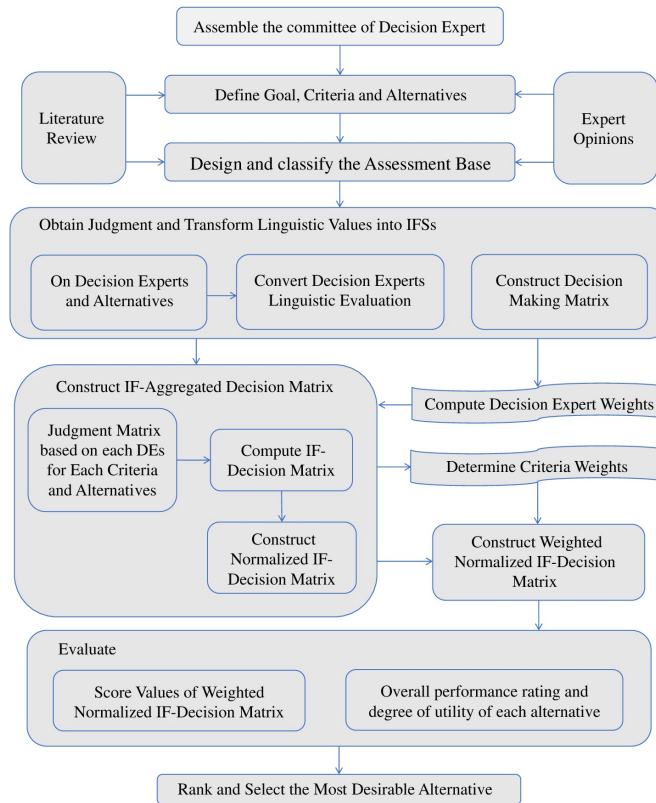 Assemble the committee of Decision Expert
Define Goal, Criteria and Alternatives
Literature
Review
Expert
Opinions
Design and classify the Assessment Base
Obtain Judgment and Transform Linguistic Values into IFSs
On Decision Experts
and Alternatives
Convert Decision Experts
Linguistic Evaluation
Construct Decision
Making Matrix
Construct IF-Aggregated Decision Matrix
Compute Decision Expert Weights
Judgment Matrix
based on each DEs
for Each Criteria
and Alternatives
Compute IF-
Decision Matrix
Determine Criteria Weights
Construct
Normalized IF-
Decision Matrix
Construct Weighted
Normalized IF-Decision
Matrix
Evaluate
Score Values of Weighted
Normalized IF-Decision Matrix
Overall performance rating and
degree of utility of each alternative
Rank and Select the Most Desirable Alternative